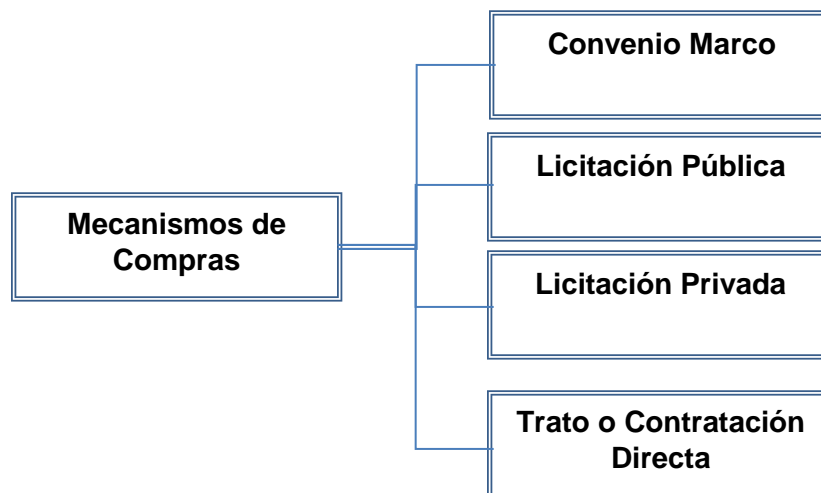 Convenio Marco
Licitación Pública
Mecanismos de
Compras
Licitación Privada
Trato o Contratación
Directa